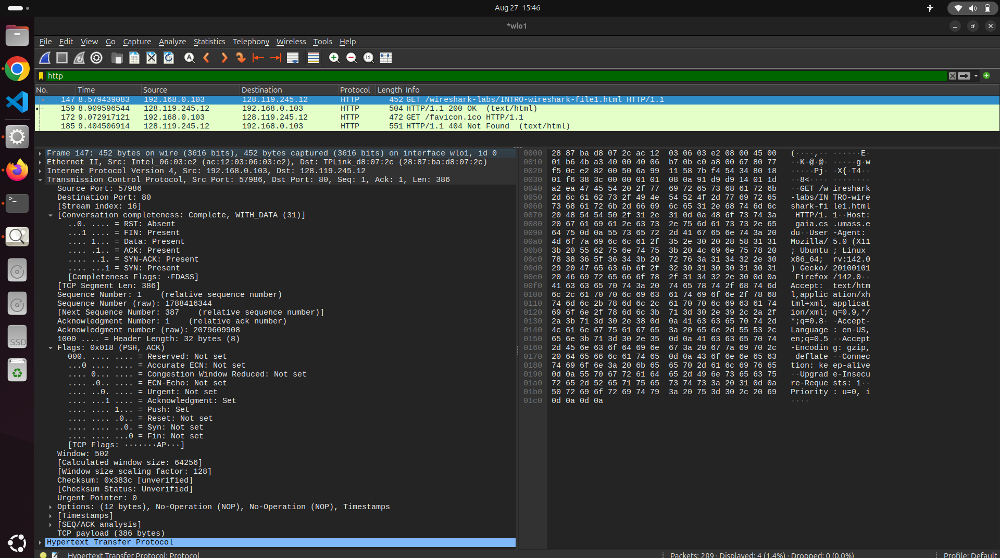 Aug 27 15:46
*wlo1
File Edit View Go Capture Analyze Statistics Telephony Wireless Tools Help
http
No. Time Source Destination Protocol Length Info
147 8.579439083 192.168.0.103 128.119.245.12 HTTP 452 GET /wireshark-labs/INTRO-wireshark-file1.html HTTP/1.1
159 8.909596544 128.119.245.12 192.168.0.103 HTTP 504 HTTP/1.1 200 OK (text/html)
172 9.072917121 192.168.0.103 128.119.245.12 HTTP 472 GET /favicon.ico HTTP/1.1
185 9.404506914 128.119.245.12 192.168.0.103 HTTP 551 HTTP/1.1 404 Not Found (text/html)
Frame 147: 452 bytes on wire (3616 bits), 452 bytes captured (3616 bits) on interface wlo1, id 0
Ethernet II, Src: Intel_06:03:e2 (ac:12:03:06:03:e2), Dst: TPLink_d8:07:2c (28:87:ba:d8:07:2c)
Internet Protocol Version 4, Src: 192.168.0.103, Dst: 128.119.245.12
Transmission Control Protocol, Src Port: 57986, Dst Port: 80, Seq: 1, Ack: 1, Len: 386
Source Port: 57986
Destination Port: 80
[Stream index: 16]
[Conversation completeness: Complete, WITH_DATA (31)]
..0. .... = RST: Absent
...1 .... = FIN: Present
.... 1... = Data: Present
.... .1.. = ACK: Present
.... ..1. = SYN-ACK: Present
.... ...1 = SYN: Present
[Completeness Flags: ·FDASS]
[TCP Segment Len: 386]
Sequence Number: 1 (relative sequence number)
Sequence Number (raw): 1788416344
[Next Sequence Number: 387 (relative sequence number)]
Acknowledgment Number: 1 (relative ack number)
Acknowledgment number (raw): 2079609908
1000 .... = Header Length: 32 bytes (8)
Flags: 0x018 (PSH, ACK)
000. .... .... = Reserved: Not set
...0 .... .... = Accurate ECN: Not set
.... 0... .... = Congestion Window Reduced: Not set
.... .0.. .... = ECN-Echo: Not set
.... ..0. .... = Urgent: Not set
.... ...1 .... = Acknowledgment: Set
.... .... 1... = Push: Set
.... .... .0.. = Reset: Not set
.... .... ..0. = Syn: Not set
.... .... ...0 = Fin: Not set
[TCP Flags: ·······AP···]
Window: 502
[Calculated window size: 64256]
[Window size scaling factor: 128]
Checksum: 0x383c [unverified]
[Checksum Status: Unverified]
Urgent Pointer: 0
Options: (12 bytes), No-Operation (NOP), No-Operation (NOP), Timestamps
[Timestamps]
[SEQ/ACK analysis]
TCP payload (386 bytes)
Hypertext Transfer Protocol
0000 28 87 ba d8 07 2c ac 12 03 06 03 e2 08 00 45 00 (····,·· ······E·
0010 01 b6 4b a3 40 00 40 06 b7 0b c0 a8 00 67 80 77 ··K·@·@· ·····g·w
0020 f5 0c e2 82 00 50 6a 99 11 58 7b f4 54 34 80 18 ·····Pj· ·X{·T4··
0030 01 f6 38 3c 00 00 01 01 08 0a 91 d9 d9 14 01 1d ··8<···· ········
0040 a2 ea 47 45 54 20 2f 77 69 72 65 73 68 61 72 6b ··GET /w ireshark
0050 2d 6c 61 62 73 2f 49 4e 54 52 4f 2d 77 69 72 65 -labs/IN TRO-wire
0060 73 68 61 72 6b 2d 66 69 6c 65 31 2e 68 74 6d 6c shark-fi le1.html
0070 20 48 54 54 50 2f 31 2e 31 0d 0a 48 6f 73 74 3a HTTP/1. 1··Host:
0080 20 67 61 69 61 2e 63 73 2e 75 6d 61 73 73 2e 65 gaia.cs .umass.e
0090 64 75 0d 0a 55 73 65 72 2d 41 67 65 6e 74 3a 20 du··User -Agent:
00a0 4d 6f 7a 69 6c 6c 61 2f 35 2e 30 20 28 58 31 31 Mozilla/ 5.0 (X11
00b0 3b 20 55 62 75 6e 74 75 3b 20 4c 69 6e 75 78 20 ; Ubuntu ; Linux
00c0 78 38 36 5f 36 34 3b 20 72 76 3a 31 34 32 2e 30 x86_64; rv:142.0
00d0 29 20 47 65 63 6b 6f 2f 32 30 31 30 30 31 30 31 ) Gecko/ 20100101
00e0 20 46 69 72 65 66 6f 78 2f 31 34 32 2e 30 0d 0a Firefox /142.0··
00f0 41 63 63 65 70 74 3a 20 74 65 78 74 2f 68 74 6d Accept: text/htm
0100 6c 2c 61 70 70 6c 69 63 61 74 69 6f 6e 2f 78 68 l,applic ation/xh
0110 74 6d 6c 2b 78 6d 6c 2c 61 70 70 6c 69 63 61 74 tml+xml, applicat
0120 69 6f 6e 2f 78 6d 6c 3b 71 3d 30 2e 39 2c 2a 2f ion/xml; q=0.9,*/
0130 2a 3b 71 3d 30 2e 38 0d 0a 41 63 63 65 70 74 2d *;q=0.8· ·Accept-
0140 4c 61 6e 67 75 61 67 65 3a 20 65 6e 2d 55 53 2c Language : en-US,
0150 65 6e 3b 71 3d 30 2e 35 0d 0a 41 63 63 65 70 74 en;q=0.5 ··Accept
0160 2d 45 6e 63 6f 64 69 6e 67 3a 20 67 7a 69 70 2c -Encodin g: gzip,
0170 20 64 65 66 6c 61 74 65 0d 0a 43 6f 6e 6e 65 63 deflate ··Connec
0180 74 69 6f 6e 3a 20 6b 65 65 70 2d 61 6c 69 76 65 tion: ke ep-alive
0190 0d 0a 55 70 67 72 61 64 65 2d 49 6e 73 65 63 75 ··Upgrad e-Insecu
01a0 72 65 2d 52 65 71 75 65 73 74 73 3a 20 31 0d 0a re-Reque sts: 1··
01b0 50 72 69 6f 72 69 74 79 3a 20 75 3d 30 2c 20 69 Priority : u=0, i
01c0 0d 0a 0d 0a ····
SSD
Hypertext Transfer Protocol: Protocol
Packets: 289 · Displayed: 4 (1.4%) · Dropped: 0 (0.0%)
Profile: Default